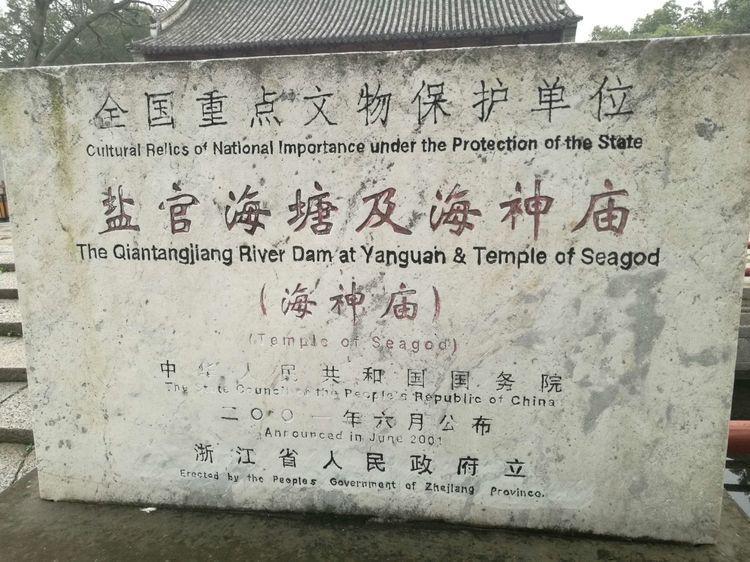 全国重点文物保护单位
Cultural Relics of National Importance under the Protection of the State
盐官海塘及海神庙
The Qiantangjiang River Dam at Yanguan & Temple of Seagod
(海神庙)
(Temple of Seagod)
中华人民共和国国务院
The State Council of the People's Republic of China
二〇〇一年六月公布
Announced in June 2001
浙江省人民政府立
Erected by the Peoples Government of Zhejiang Province.